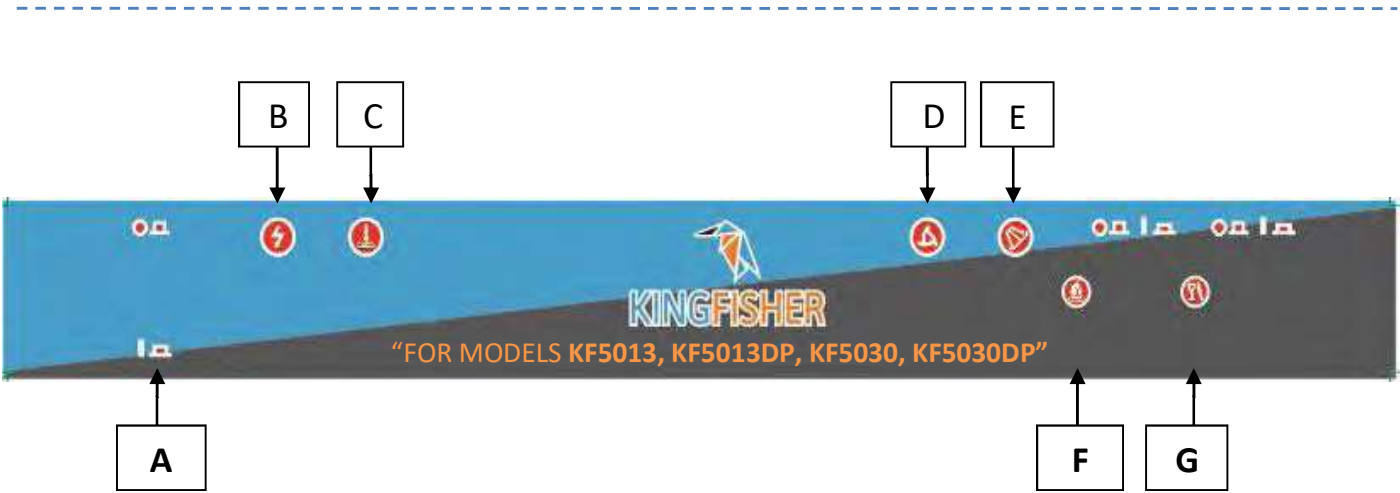 B C D E
KINGFISHER
“FOR MODELS KF5013, KF5013DP, KF5030, KF5030DP”
A F G